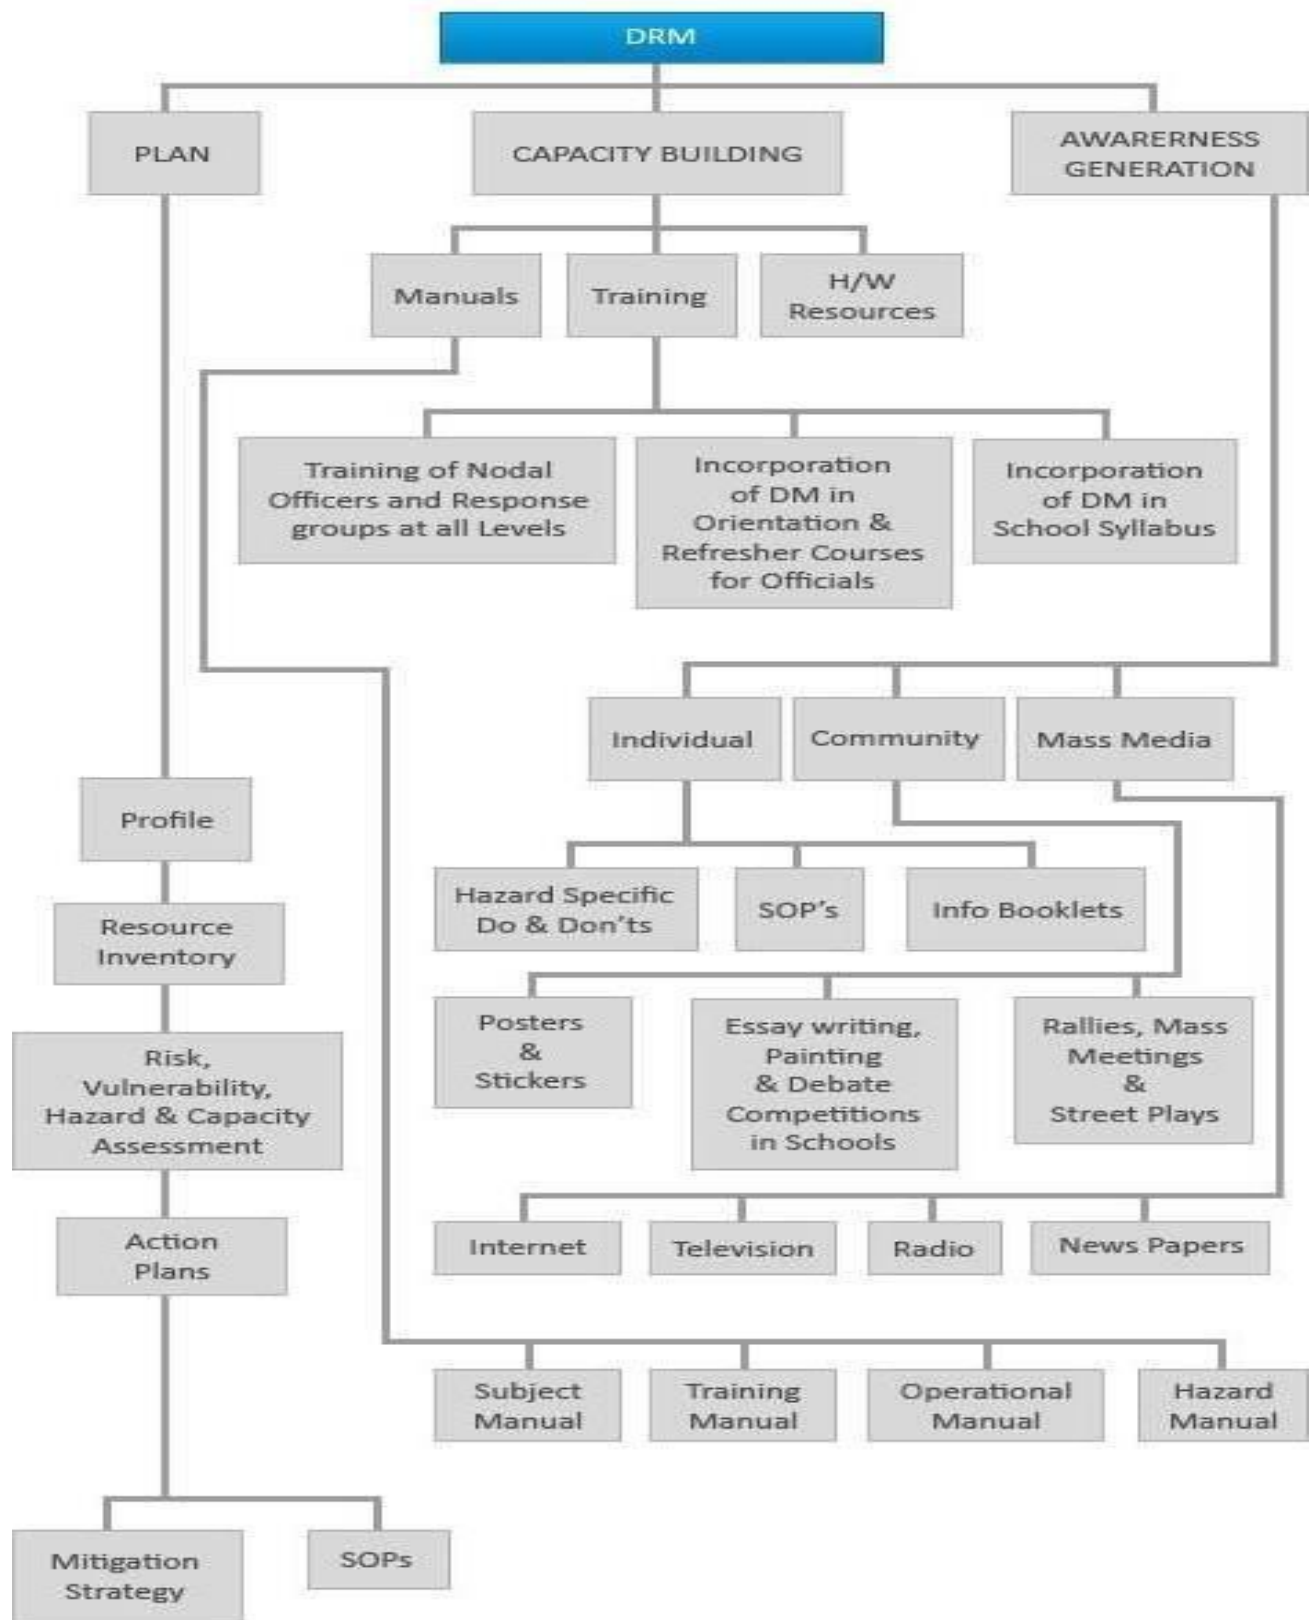 DRM
PLAN
CAPACITY BUILDING
AWARERNESS
GENERATION
Manuals
Training
H/W
Resources
Training of Nodal
Officers and Response
groups at all Levels
Incorporation
of DM in
Orientation &
Refresher Courses
for Officials
Incorporation
of DM in
School Syllabus
Individual
Community
Mass Media
Profile
Hazard Specific
Do & Don'ts
SOP's
Info Booklets
Resource
Inventory
Posters
&
Stickers
Essay writing,
Painting
& Debate
Competitions
in Schools
Rallies, Mass
Meetings
&
Street Plays
Risk,
Vulnerability,
Hazard & Capacity
Assessment
Action
Plans
Internet
Television
Radio
News Papers
Subject
Manual
Training
Manual
Operational
Manual
Hazard
Manual
Mitigation
Strategy
SOPs